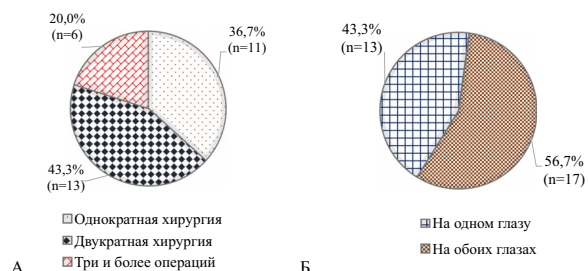 20,0%
(n=6)
36,7%
(n=11)
43,3%
(n=13)
Однократная хирургия
Двукратная хирургия
Три и более операций
А
43,3%
(n=13)
56,7%
(n=17)
На одном глазу
На обоих глазах
Б